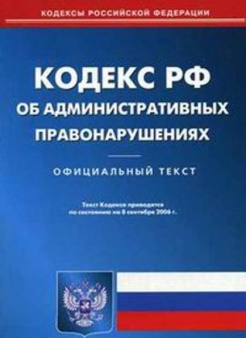 КОДЕКСЫ РОССИЙСКОЙ ФЕДЕРАЦИИ
КОДЕКС РФ
ОБ АДМИНИСТРАТИВНЫХ
ПРАВОНАРУШЕНИЯХ
ОФИЦИАЛЬНЫЙ ТЕКСТ
Текст Кодекса приводится
по состоянию на 8 сентября 2006 г.